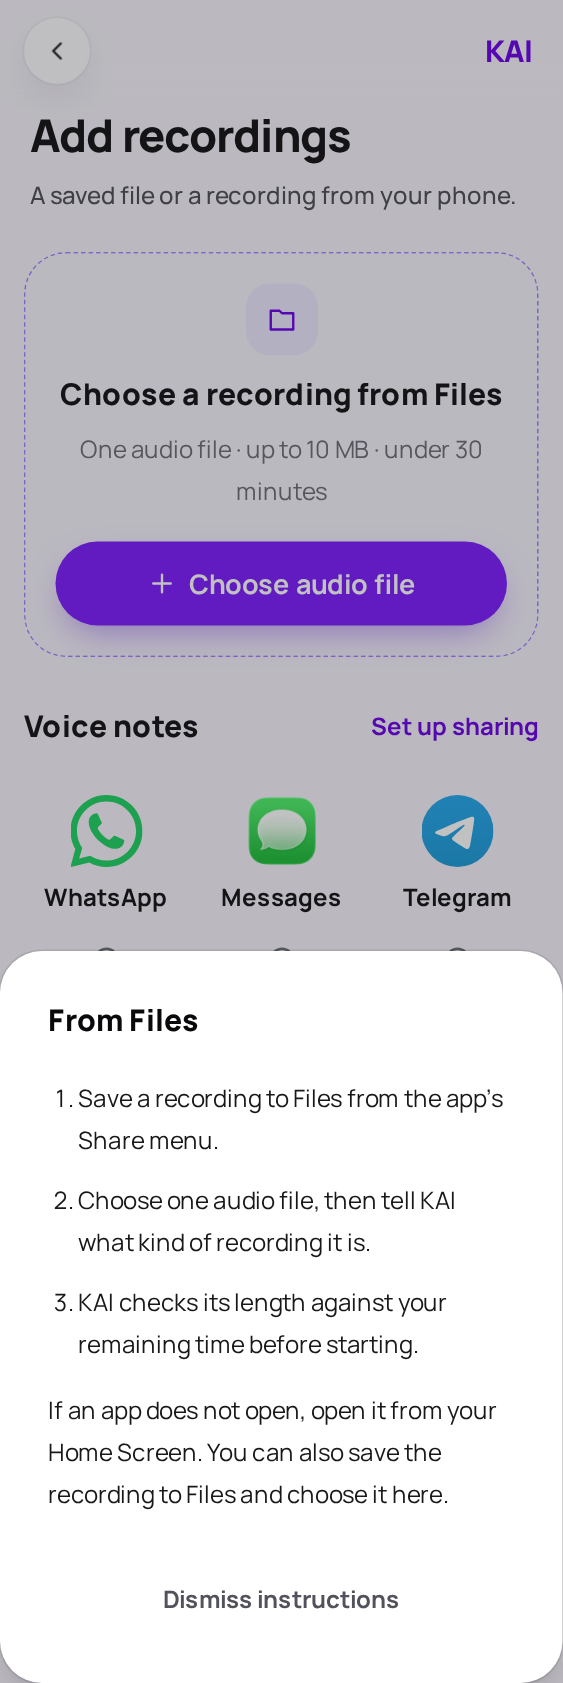 KAI
Add recordings
A saved file or a recording from your phone.
Choose a recording from Files
One audio file · up to 10 MB · under 30
minutes
Choose audio file
Voice notes
Set up sharing
WhatsApp
Messages
Telegram
From Files
1. Save a recording to Files from the app’s
Share menu.
2. Choose one audio file, then tell KAI
what kind of recording it is.
3. KAI checks its length against your
remaining time before starting.
If an app does not open, open it from your
Home Screen. You can also save the
recording to Files and choose it here.
Dismiss instructions